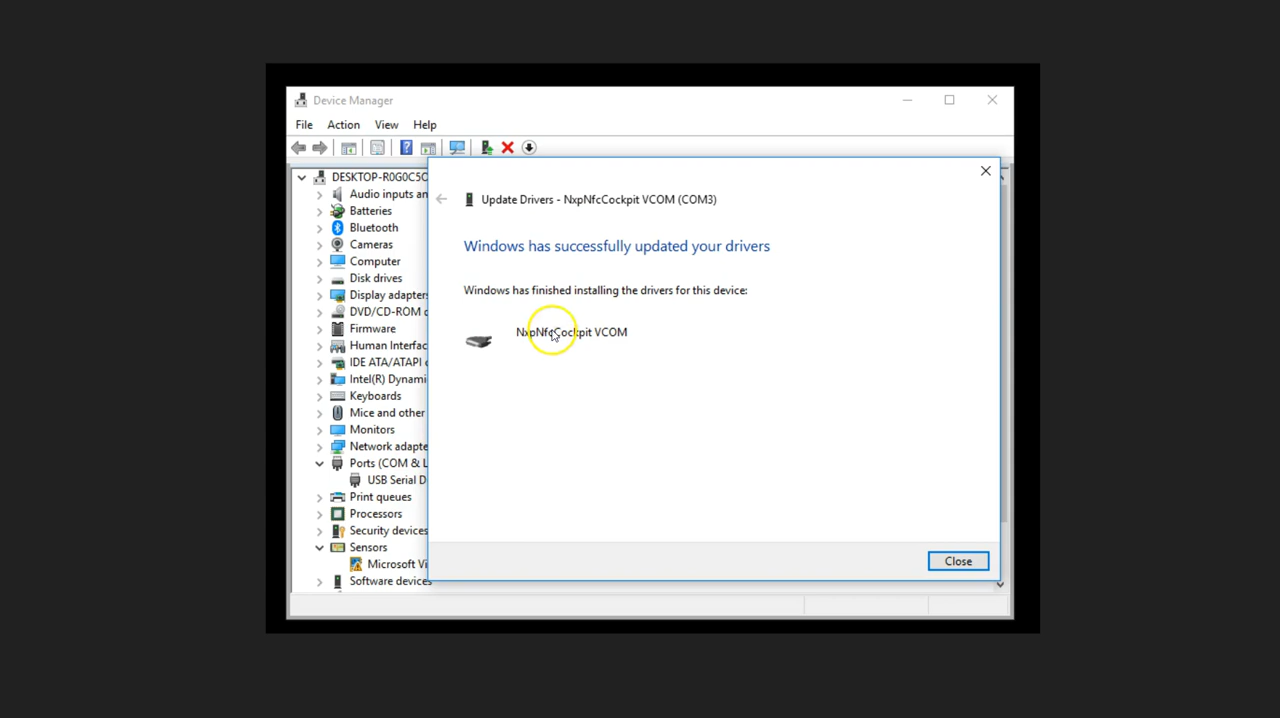 Device Manager
File Action View Help
Update Drivers - NxpNfcCockpit VCOM (COM3)
Windows has successfully updated your drivers
Windows has finished installing the drivers for this device:
NxpNfcCockpit VCOM
Close
DESKTOP-R0G0C5C
Audio inputs an
Batteries
Bluetooth
Cameras
Computer
Disk drives
Display adapters
DVD/CD-ROM d
Firmware
Human Interfac
IDE ATA/ATAPI c
Intel(R) Dynami
Keyboards
Mice and other
Monitors
Network adapte
Ports (COM & L
USB Serial D
Print queues
Processors
Security devices
Sensors
Microsoft Vi
Software devices